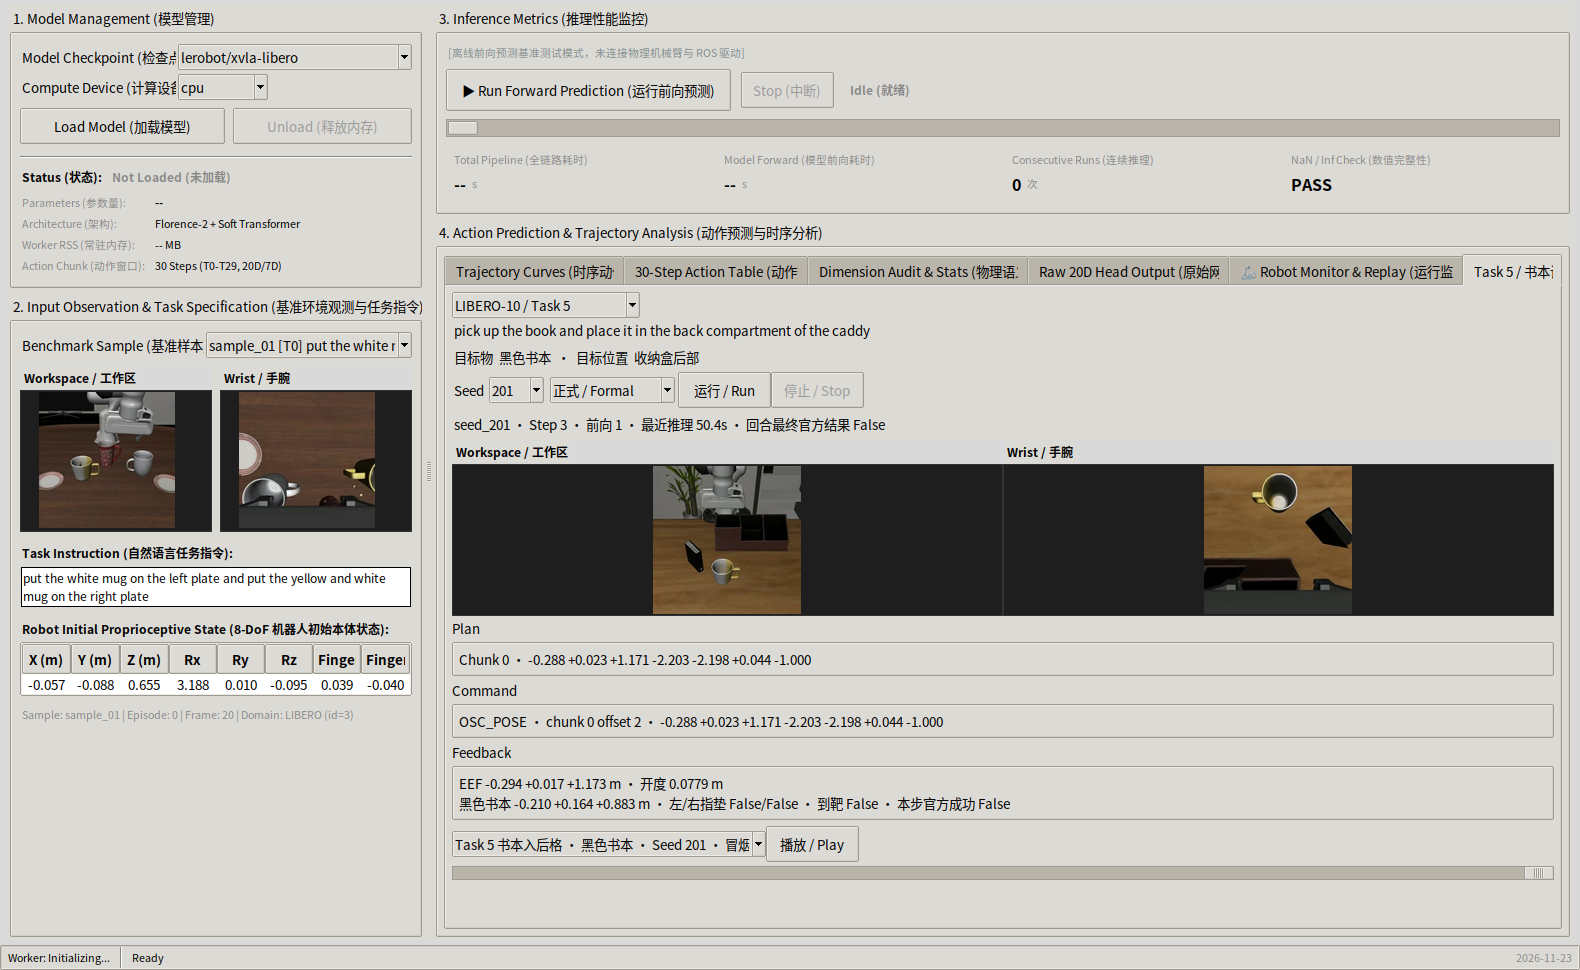 1. Model Management (模型管理)
Model Checkpoint (检查点
lerobot/xvla-libero
Compute Device (计算设备
cpu
Load Model (加载模型)
Unload (释放内存)
Status (状态): Not Loaded (未加载)
Parameters (参数量): --
Architecture (架构): Florence-2 + Soft Transformer
Worker RSS (常驻内存): -- MB
Action Chunk (动作窗口): 30 Steps (T0-T29, 20D/7D)
2. Input Observation & Task Specification (基准环境观测与任务指令)
Benchmark Sample (基准样本
sample_01 [T0] put the white r
Workspace / 工作区
Wrist / 手腕
Task Instruction (自然语言任务指令):
put the white mug on the left plate and put the yellow and white
mug on the right plate
Robot Initial Proprioceptive State (8-DoF 机器人初始本体状态):
X (m) Y (m) Z (m) Rx Ry Rz Finge Finger
-0.057 -0.088 0.655 3.188 0.010 -0.095 0.039 -0.040
Sample: sample_01 | Episode: 0 | Frame: 20 | Domain: LIBERO (id=3)
3. Inference Metrics (推理性能监控)
[离线前向预测基准测试模式，未连接物理机械臂与 ROS 驱动]
▶ Run Forward Prediction (运行前向预测)
Stop (中断)
Idle (就绪)
Total Pipeline (全链路耗时)
Model Forward (模型前向耗时)
Consecutive Runs (连续推理)
NaN / Inf Check (数值完整性)
-- s
-- s
0 次
PASS
4. Action Prediction & Trajectory Analysis (动作预测与时序分析)
Trajectory Curves (时序动
30-Step Action Table (动作
Dimension Audit & Stats (物理语
Raw 20D Head Output (原始网
🦾 Robot Monitor & Replay (运行监
Task 5 / 书本
LIBERO-10 / Task 5
pick up the book and place it in the back compartment of the caddy
目标物 黑色书本 · 目标位置 收纳盒后部
Seed
201
正式 / Formal
运行 / Run
停止 / Stop
seed_201 · Step 3 · 前向 1 · 最近推理 50.4s · 回合最终官方结果 False
Workspace / 工作区
Wrist / 手腕
Plan
Chunk 0 · -0.288 +0.023 +1.171 -2.203 -2.198 +0.044 -1.000
Command
OSC_POSE · chunk 0 offset 2 · -0.288 +0.023 +1.171 -2.203 -2.198 +0.044 -1.000
Feedback
EEF -0.294 +0.017 +1.173 m · 开度 0.0779 m
黑色书本 -0.210 +0.164 +0.883 m · 左/右指垫 False/False · 到靶 False · 本步官方成功 False
Task 5 书本入后格 · 黑色书本 · Seed 201 · 冒烟
播放 / Play
Worker: Initializing...
Ready
2026-11-23